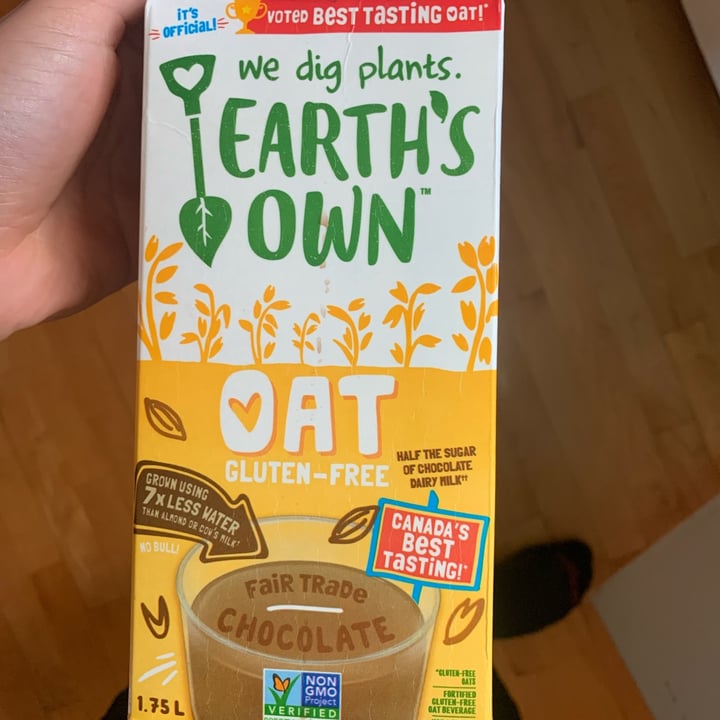 IT'S
OFFICIAL!
VOTED BEST TASTING OAT!*
we dig plants.
EARTH'S
OWN™
OAT
GLUTEN-FREE
HALF THE SUGAR
OF CHOCOLATE
DAIRY MILK††
GROWN USING
7x LESS WATER
THAN ALMOND OR COW'S MILK*
NO BULL!
CANADA'S
BEST
TASTING!*
FAIR TRADE
CHOCOLATE
NON
GMO
Project
VERIFIED
1.75 L
*GLUTEN-FREE
OATS
FORTIFIED
GLUTEN-FREE
OAT BEVERAGE